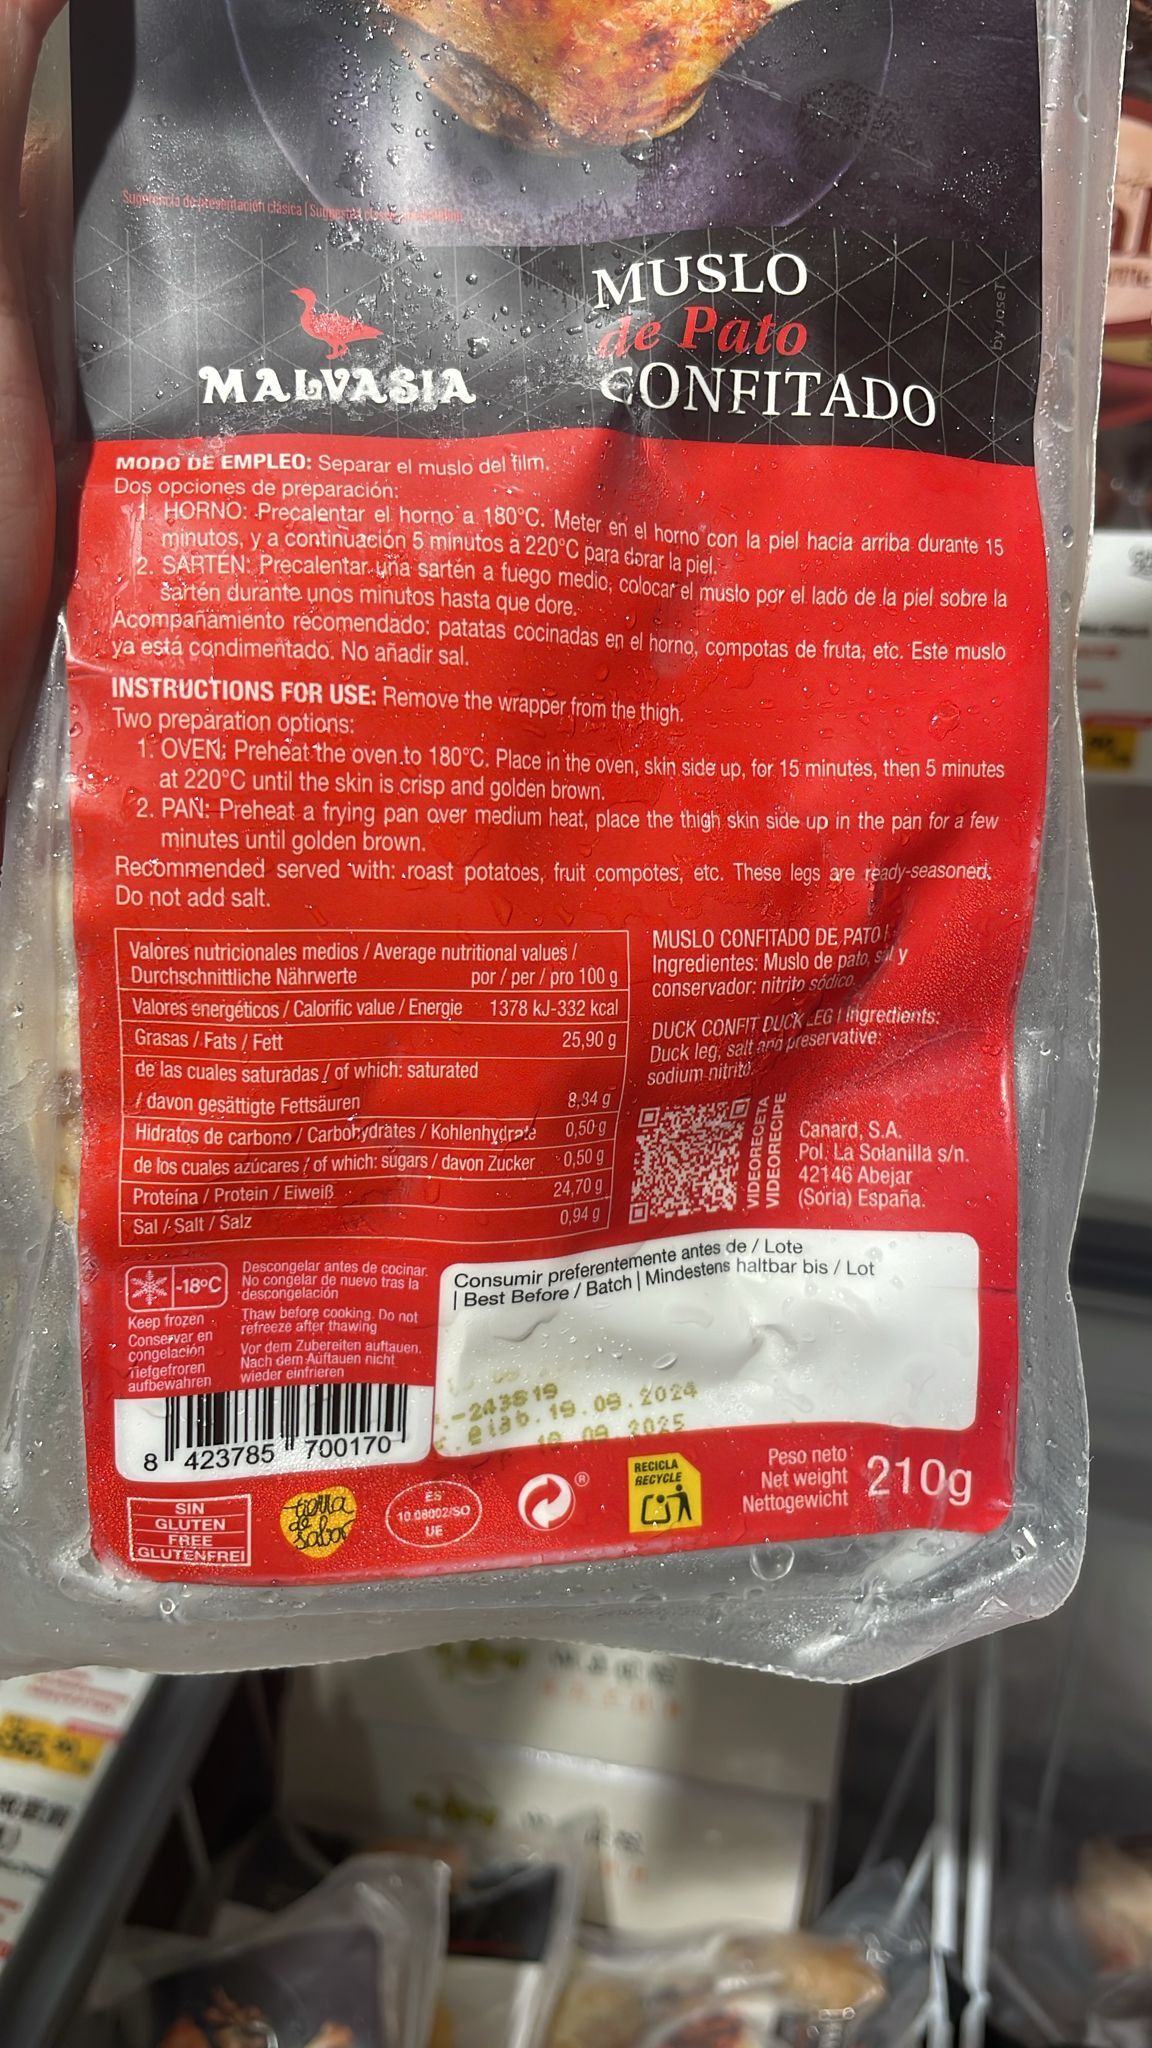 Sugerencia de presentación clásica | Suggested
MALVASIA
MUSLO
de Pato
CONFITADO
by JoseT
MODO DE EMPLEO: Separar el muslo del film.
Dos opciones de preparación:
1. HORNO: Precalentar el horno a 180°C. Meter en el horno con la piel hacia arriba durante 15
minutos, y a continuación 5 minutos a 220°C para dorar la piel.
2. SARTÉN: Precalentar una sartén a fuego medio, colocar el muslo por el lado de la piel sobre la
sartén durante unos minutos hasta que dore.
Acompañamiento recomendado: patatas cocinadas en el horno, compotas de fruta, etc. Este muslo
ya está condimentado. No añadir sal.
INSTRUCTIONS FOR USE: Remove the wrapper from the thigh.
Two preparation options:
1. OVEN: Preheat the oven to 180°C. Place in the oven, skin side up, for 15 minutes, then 5 minutes
at 220°C until the skin is crisp and golden brown.
2. PAN: Preheat a frying pan over medium heat, place the thigh skin side up in the pan for a few
minutes until golden brown.
Recommended served with: roast potatoes, fruit compotes, etc. These legs are ready-seasoned.
Do not add salt.
Valores nutricionales medios / Average nutritional values /
Durchschnittliche Nährwerte por / per / pro 100 g
Valores energéticos / Calorific value / Energie 1378 kJ-332 kcal
Grasas / Fats / Fett 25,90 g
de las cuales saturadas / of which: saturated
/ davon gesättigte Fettsäuren 8,34 g
Hidratos de carbono / Carbohydrates / Kohlenhydrate 0,50 g
de los cuales azúcares / of which: sugars / davon Zucker 0,50 g
Proteína / Protein / Eiweiß 24,70 g
Sal / Salt / Salz 0,94 g
MUSLO CONFITADO DE PATO |
Ingredientes: Muslo de pato, sal y
conservador: nitrito sódico.
DUCK CONFIT DUCK LEG | Ingredients:
Duck leg, salt and preservative:
sodium nitrito.
VIDEORECETA
VIDEORECIPE
Canard, S.A.
Pol. La Solanilla s/n.
42146 Abejar
(Soria) España.
-18°C
Keep frozen
Conservar en
congelación
Tiefgefroren
aufbewahren
Descongelar antes de cocinar.
No congelar de nuevo tras la
descongelación
Thaw before cooking. Do not
refreeze after thawing
Vor dem Zubereiten auftauen.
Nach dem Auftauen nicht
wieder einfrieren
Consumir preferentemente antes de / Lote
| Best Before / Batch | Mindestens haltbar bis / Lot
elab. 19.09.2024
09 2025
8 423785 700170
SIN
GLUTEN
FREE
GLUTENFREI
tierra
de
sabor
ES
10.08002/SO
UE
RECICLA
RECYCLE
Peso neto:
Net weight
Nettogewicht
210g